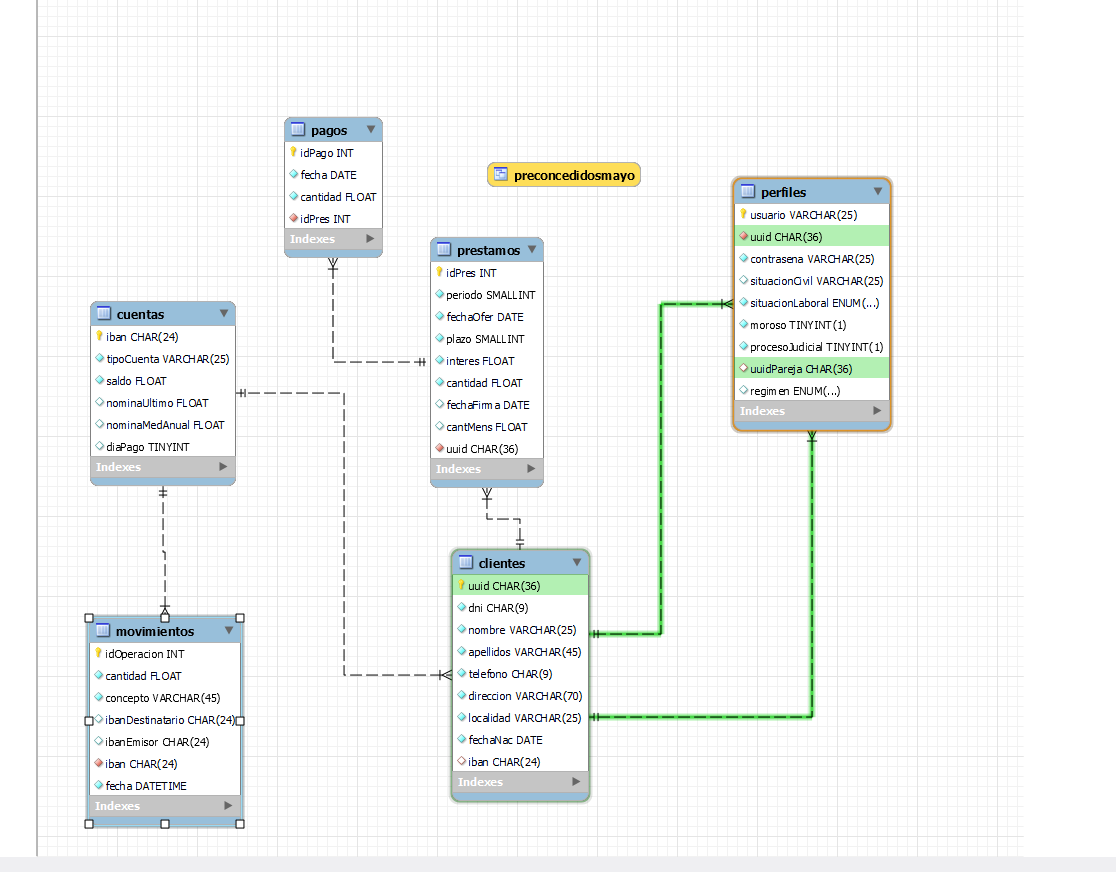 pagos
idPago INT
fecha DATE
cantidad FLOAT
idPres INT
Indexes
preconcedidosmayo
perfiles
usuario VARCHAR(25)
uuid CHAR(36)
contrasena VARCHAR(25)
situacionCivil VARCHAR(25)
situacionLaboral ENUM(...)
moroso TINYINT(1)
procesoJudicial TINYINT(1)
uuidPareja CHAR(36)
regimen ENUM(...)
Indexes
prestamos
idPres INT
periodo SMALLINT
fechaOfer DATE
plazo SMALLINT
interes FLOAT
cantidad FLOAT
fechaFirma DATE
cantMens FLOAT
uuid CHAR(36)
Indexes
cuentas
iban CHAR(24)
tipoCuenta VARCHAR(25)
saldo FLOAT
nominaUltimo FLOAT
nominaMedAnual FLOAT
diaPago TINYINT
Indexes
clientes
uuid CHAR(36)
dni CHAR(9)
nombre VARCHAR(25)
apellidos VARCHAR(45)
telefono CHAR(9)
direccion VARCHAR(70)
localidad VARCHAR(25)
fechaNac DATE
iban CHAR(24)
Indexes
movimientos
idOperacion INT
cantidad FLOAT
concepto VARCHAR(45)
ibanDestinatario CHAR(24)
ibanEmisor CHAR(24)
iban CHAR(24)
fecha DATETIME
Indexes